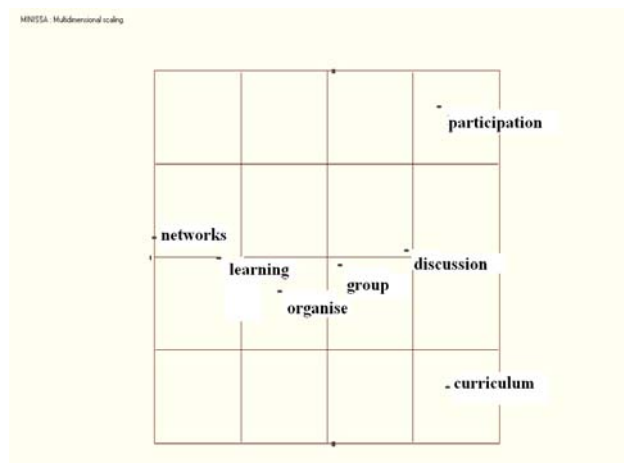 MINISSA : Multidimensional scaling.
participation
networks
learning
discussion
group
organise
curriculum